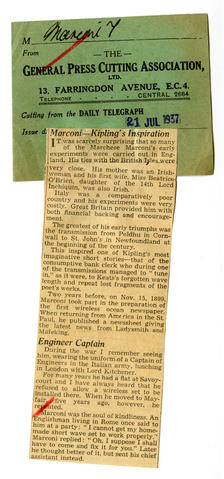 M Marconi 7
From
— THE —
GENERAL PRESS CUTTING ASSOCIATION,
LTD.
13, FARRINGDON AVENUE, E.C.4.
TELEPHONE CENTRAL 2684
Cutting from the DAILY TELEGRAPH
Issue d 21 JUL 1937
Marconi—Kipling's Inspiration
IT was scarcely surprising that so many
of the Marchese Marconi's early
experiments were carried out in Eng-
land. His ties with the British Isles were
very close. His mother was an Irish-
woman and his first wife, Miss Beatrice
O'Brien, daughter of the 14th Lord
Inchiquin, was also Irish.
Italy was a comparatively poor
country and his experiments were very
costly. Great Britain provided him with
both financial backing and encourage-
ment.
The greatest of his early triumphs was
the transmission from Poldhu in Corn-
wall to St. John's in Newfoundland at
the beginning of the century.
This inspired one of Kipling's most
imaginative short stories—that of the
consumptive bank clerk who during one
of the transmissions managed to "tune
in," as it were, to Keats's forgotten wave
length and repeat lost fragments of the
poet's works.
Two years before, on Nov. 15, 1899,
Marconi took part in the preparation of
the first wireless ocean newspaper.
When returning from America in the St.
Paul, he published a newsheet giving
the latest news from Ladysmith and
Mafeking.
Engineer Captain
During the war I remember seeing
him, wearing the uniform of a Captain of
Engineers in the Italian army, lunching
in London with Lord Kitchener.
For many years he had a flat at Savoy-
court and I have always heard that he
refused to allow a wireless set to be
installed there. When he moved to May-
fair five years ago, however, he
relented.
Marconi was the soul of kindliness. An
Englishman living in Rome once said to
him at a party: "I cannot get my home-
made short wave set to work properly."
Marconi replied: "Oh, I suppose I shall
have to come and fix it for you." Later
he thought better of it, but sent his chief
assistant instead.